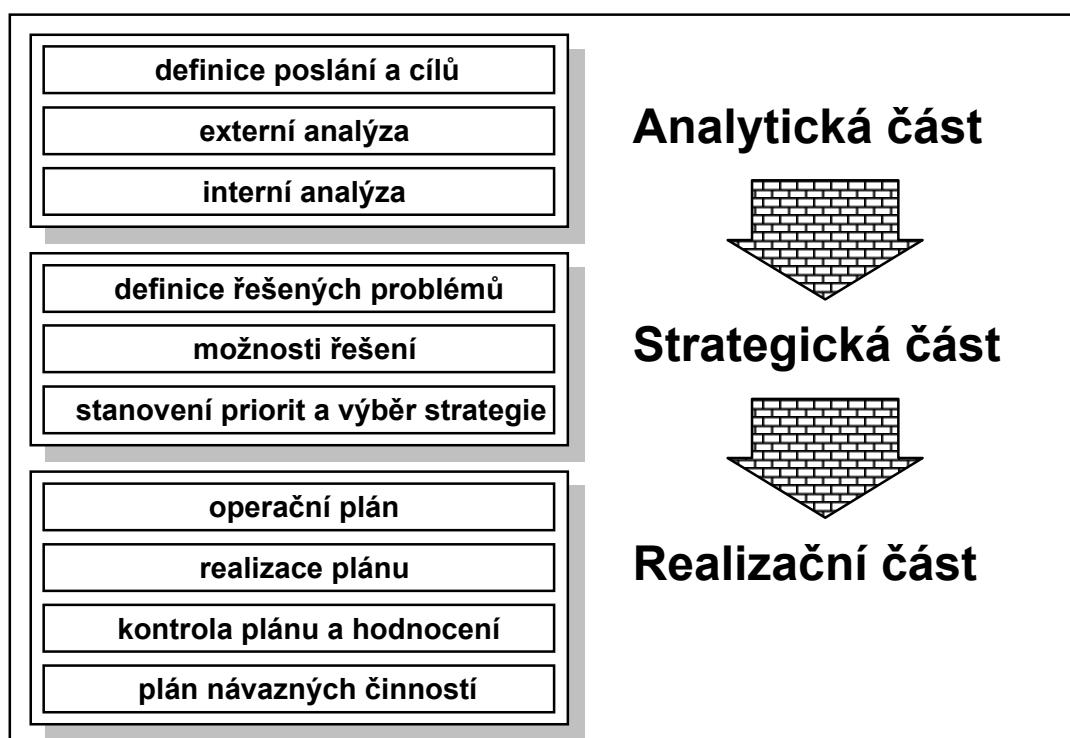 definice poslání a cílů
externí analýza
interní analýza
Analytická část
definice řešených problémů
možnosti řešení
stanovení priorit a výběr strategie
Strategická část
operační plán
realizace plánu
kontrola plánu a hodnocení
plán návazných činností
Realizační část